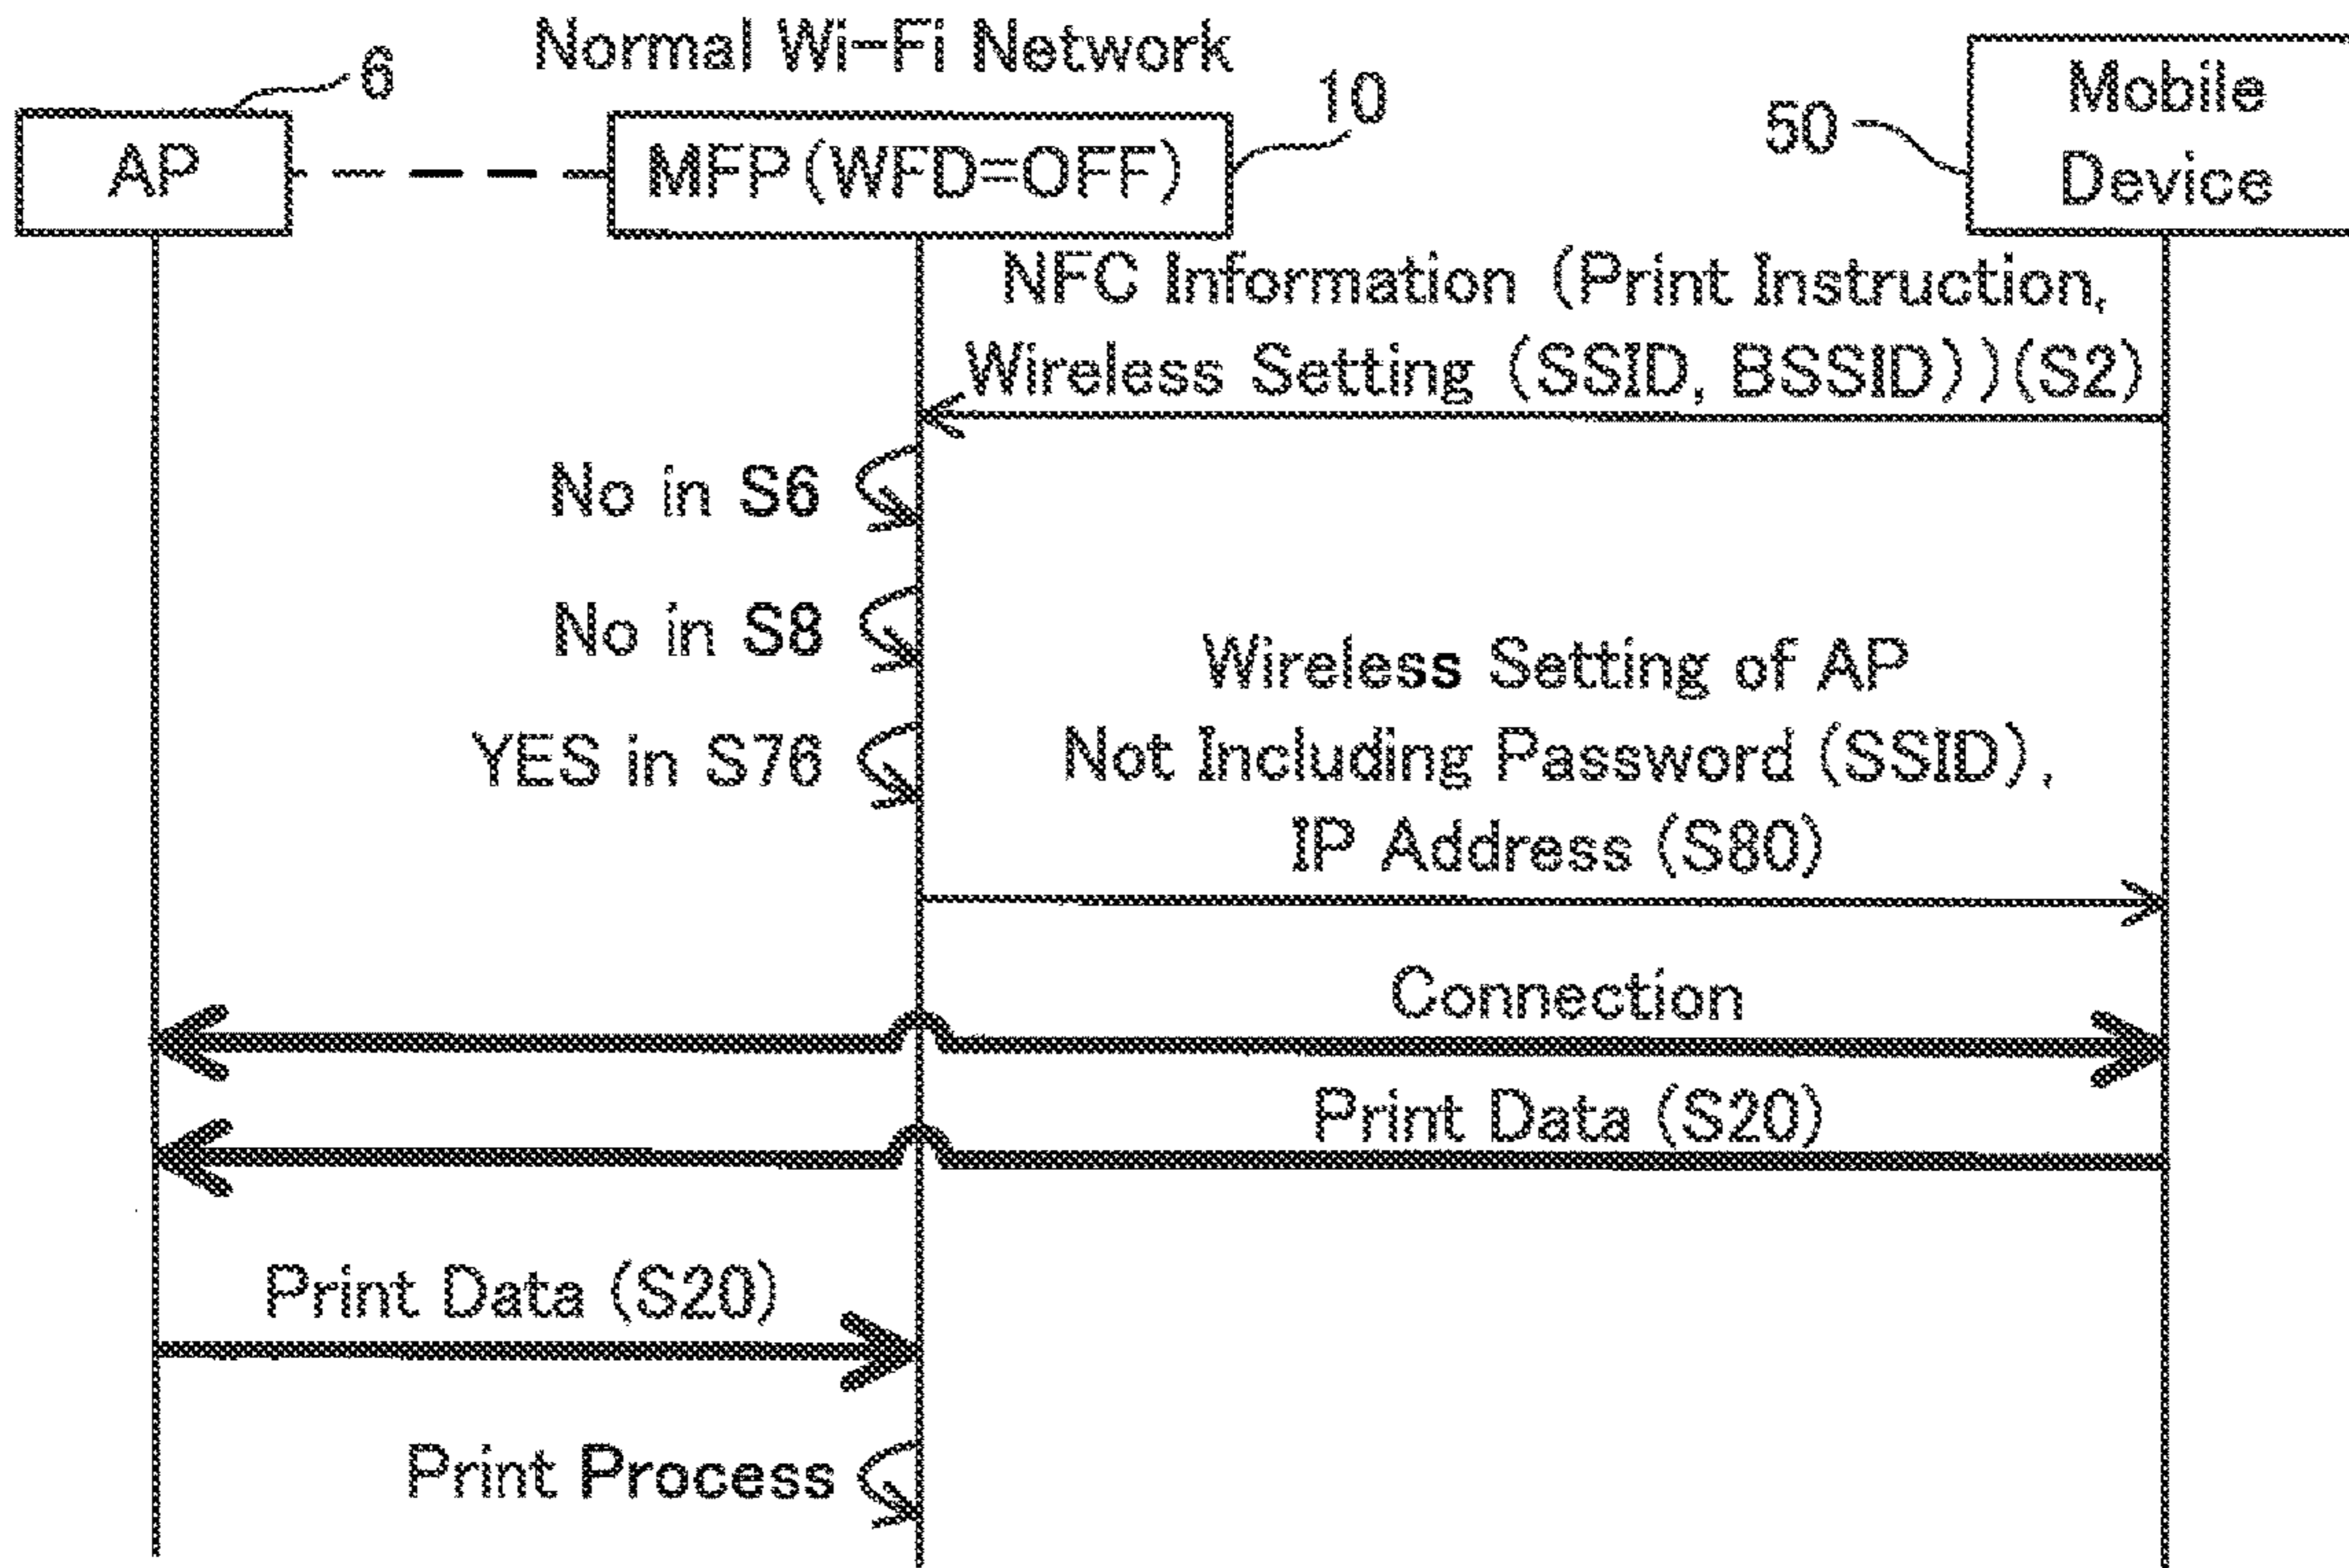 Normal Wi-Fi Network
6
10
AP
MFP(WFD=OFF)
50
Mobile
Device
NFC Information (Print Instruction,
Wireless Setting (SSID, BSSID))(S2)
No in S6
No in S8
Wireless Setting of AP
Not Including Password (SSID),
IP Address (S80)
YES in S76
Connection
Print Data (S20)
Print Data (S20)
Print Process